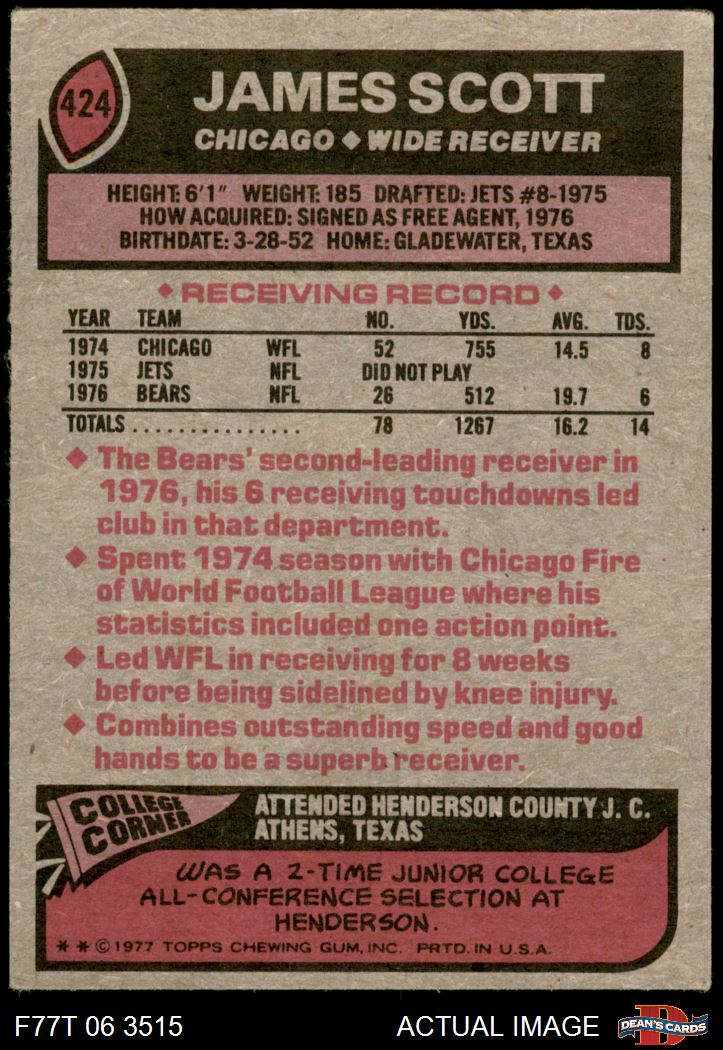 424
JAMES SCOTT
CHICAGO ◆ WIDE RECEIVER
HEIGHT: 6'1" WEIGHT: 185 DRAFTED: JETS #8-1975
HOW ACQUIRED: SIGNED AS FREE AGENT, 1976
BIRTHDATE: 3-28-52 HOME: GLADEWATER, TEXAS
◆ RECEIVING RECORD ◆
YEAR TEAM NO. YDS. AVG. TDS.
1974 CHICAGO WFL 52 755 14.5 8
1975 JETS NFL DID NOT PLAY
1976 BEARS NFL 26 512 19.7 6
TOTALS ............... 78 1267 16.2 14
◆ The Bears' second-leading receiver in
1976, his 6 receiving touchdowns led
club in that department.
◆ Spent 1974 season with Chicago Fire
of World Football League where his
statistics included one action point.
◆ Led WFL in receiving for 8 weeks
before being sidelined by knee injury.
◆ Combines outstanding speed and good
hands to be a superb receiver.
COLLEGE
CORNER
ATTENDED HENDERSON COUNTY J. C.
ATHENS, TEXAS
WAS A 2-TIME JUNIOR COLLEGE
ALL-CONFERENCE SELECTION AT
HENDERSON.
* * © 1977 TOPPS CHEWING GUM, INC. PRTD. IN U.S.A.
F77T 06 3515 ACTUAL IMAGE
D
DEAN'S CARDS